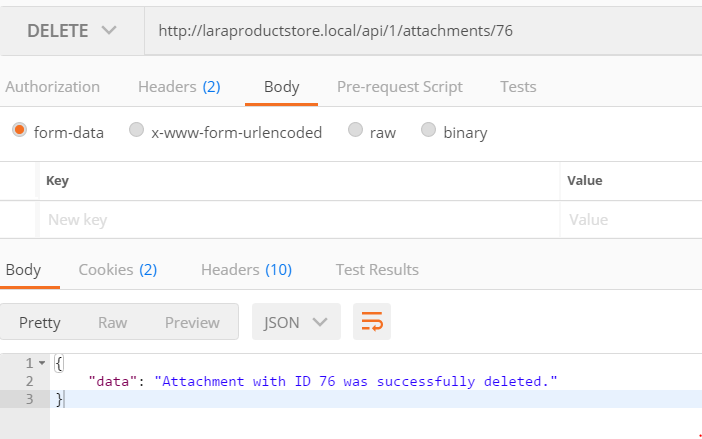 DELETE http://laraproductstore.local/api/1/attachments/76
Authorization Headers (2) Body Pre-request Script Tests
form-data x-www-form-urlencoded raw binary
Key Value
New key Value
Body Cookies (2) Headers (10) Test Results
Pretty Raw Preview JSON
1 {
2 "data": "Attachment with ID 76 was successfully deleted."
3 }